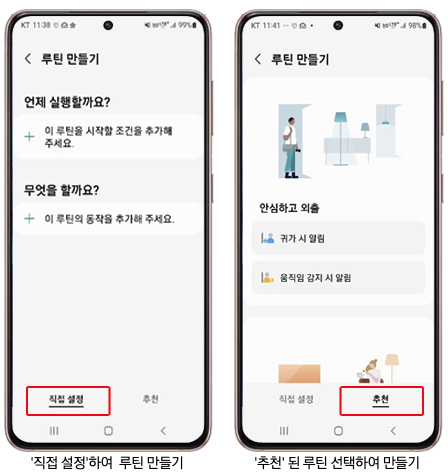 KT 11:38
99%
루틴 만들기
언제 실행할까요?
이 루틴을 시작할 조건을 추가해
주세요.
무엇을 할까요?
이 루틴의 동작을 추가해 주세요.
직접 설정
추천
'직접 설정'하여 루틴 만들기
KT 11:41
98%
루틴 만들기
안심하고 외출
귀가 시 알림
움직임 감지 시 알림
직접 설정
추천
'추천' 된 루틴 선택하여 만들기